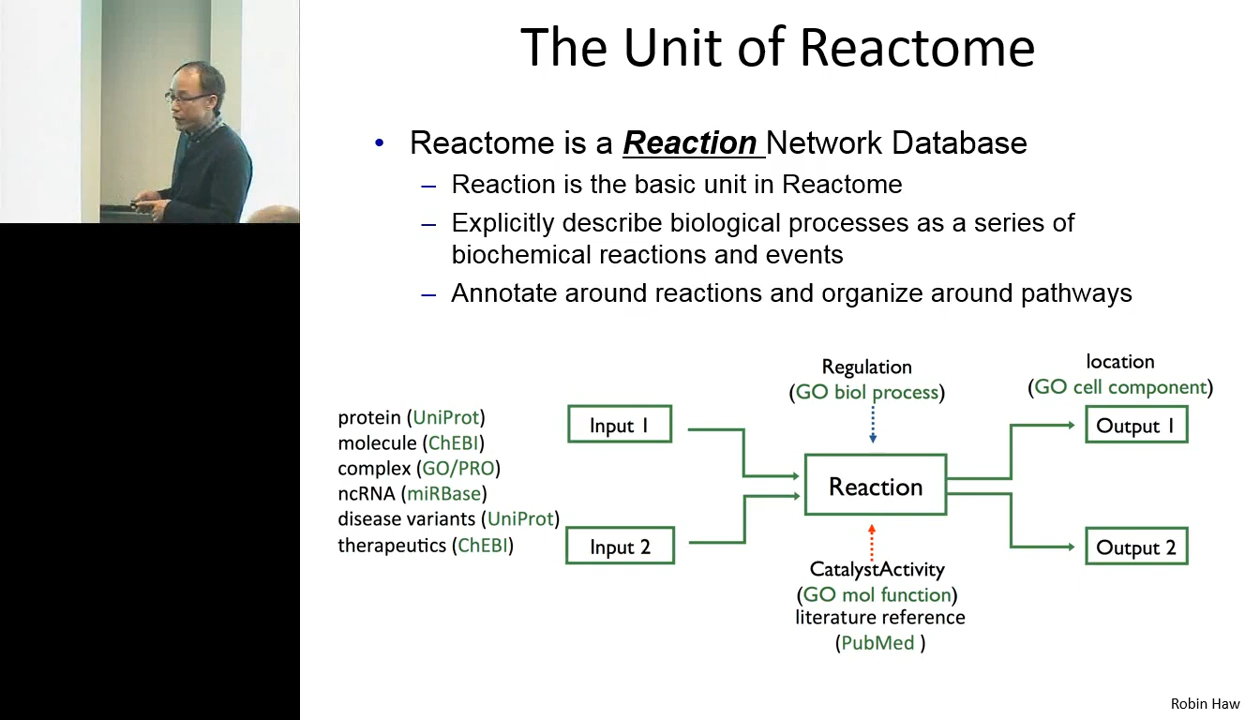 The Unit of Reactome
• Reactome is a Reaction Network Database
– Reaction is the basic unit in Reactome
– Explicitly describe biological processes as a series of
biochemical reactions and events
– Annotate around reactions and organize around pathways
protein (UniProt)
molecule (ChEBI)
complex (GO/PRO)
ncRNA (miRBase)
disease variants (UniProt)
therapeutics (ChEBI)
Input 1
Input 2
Regulation
(GO biol process)
Reaction
CatalystActivity
(GO mol function)
literature reference
(PubMed )
location
(GO cell component)
Output 1
Output 2
Robin Haw